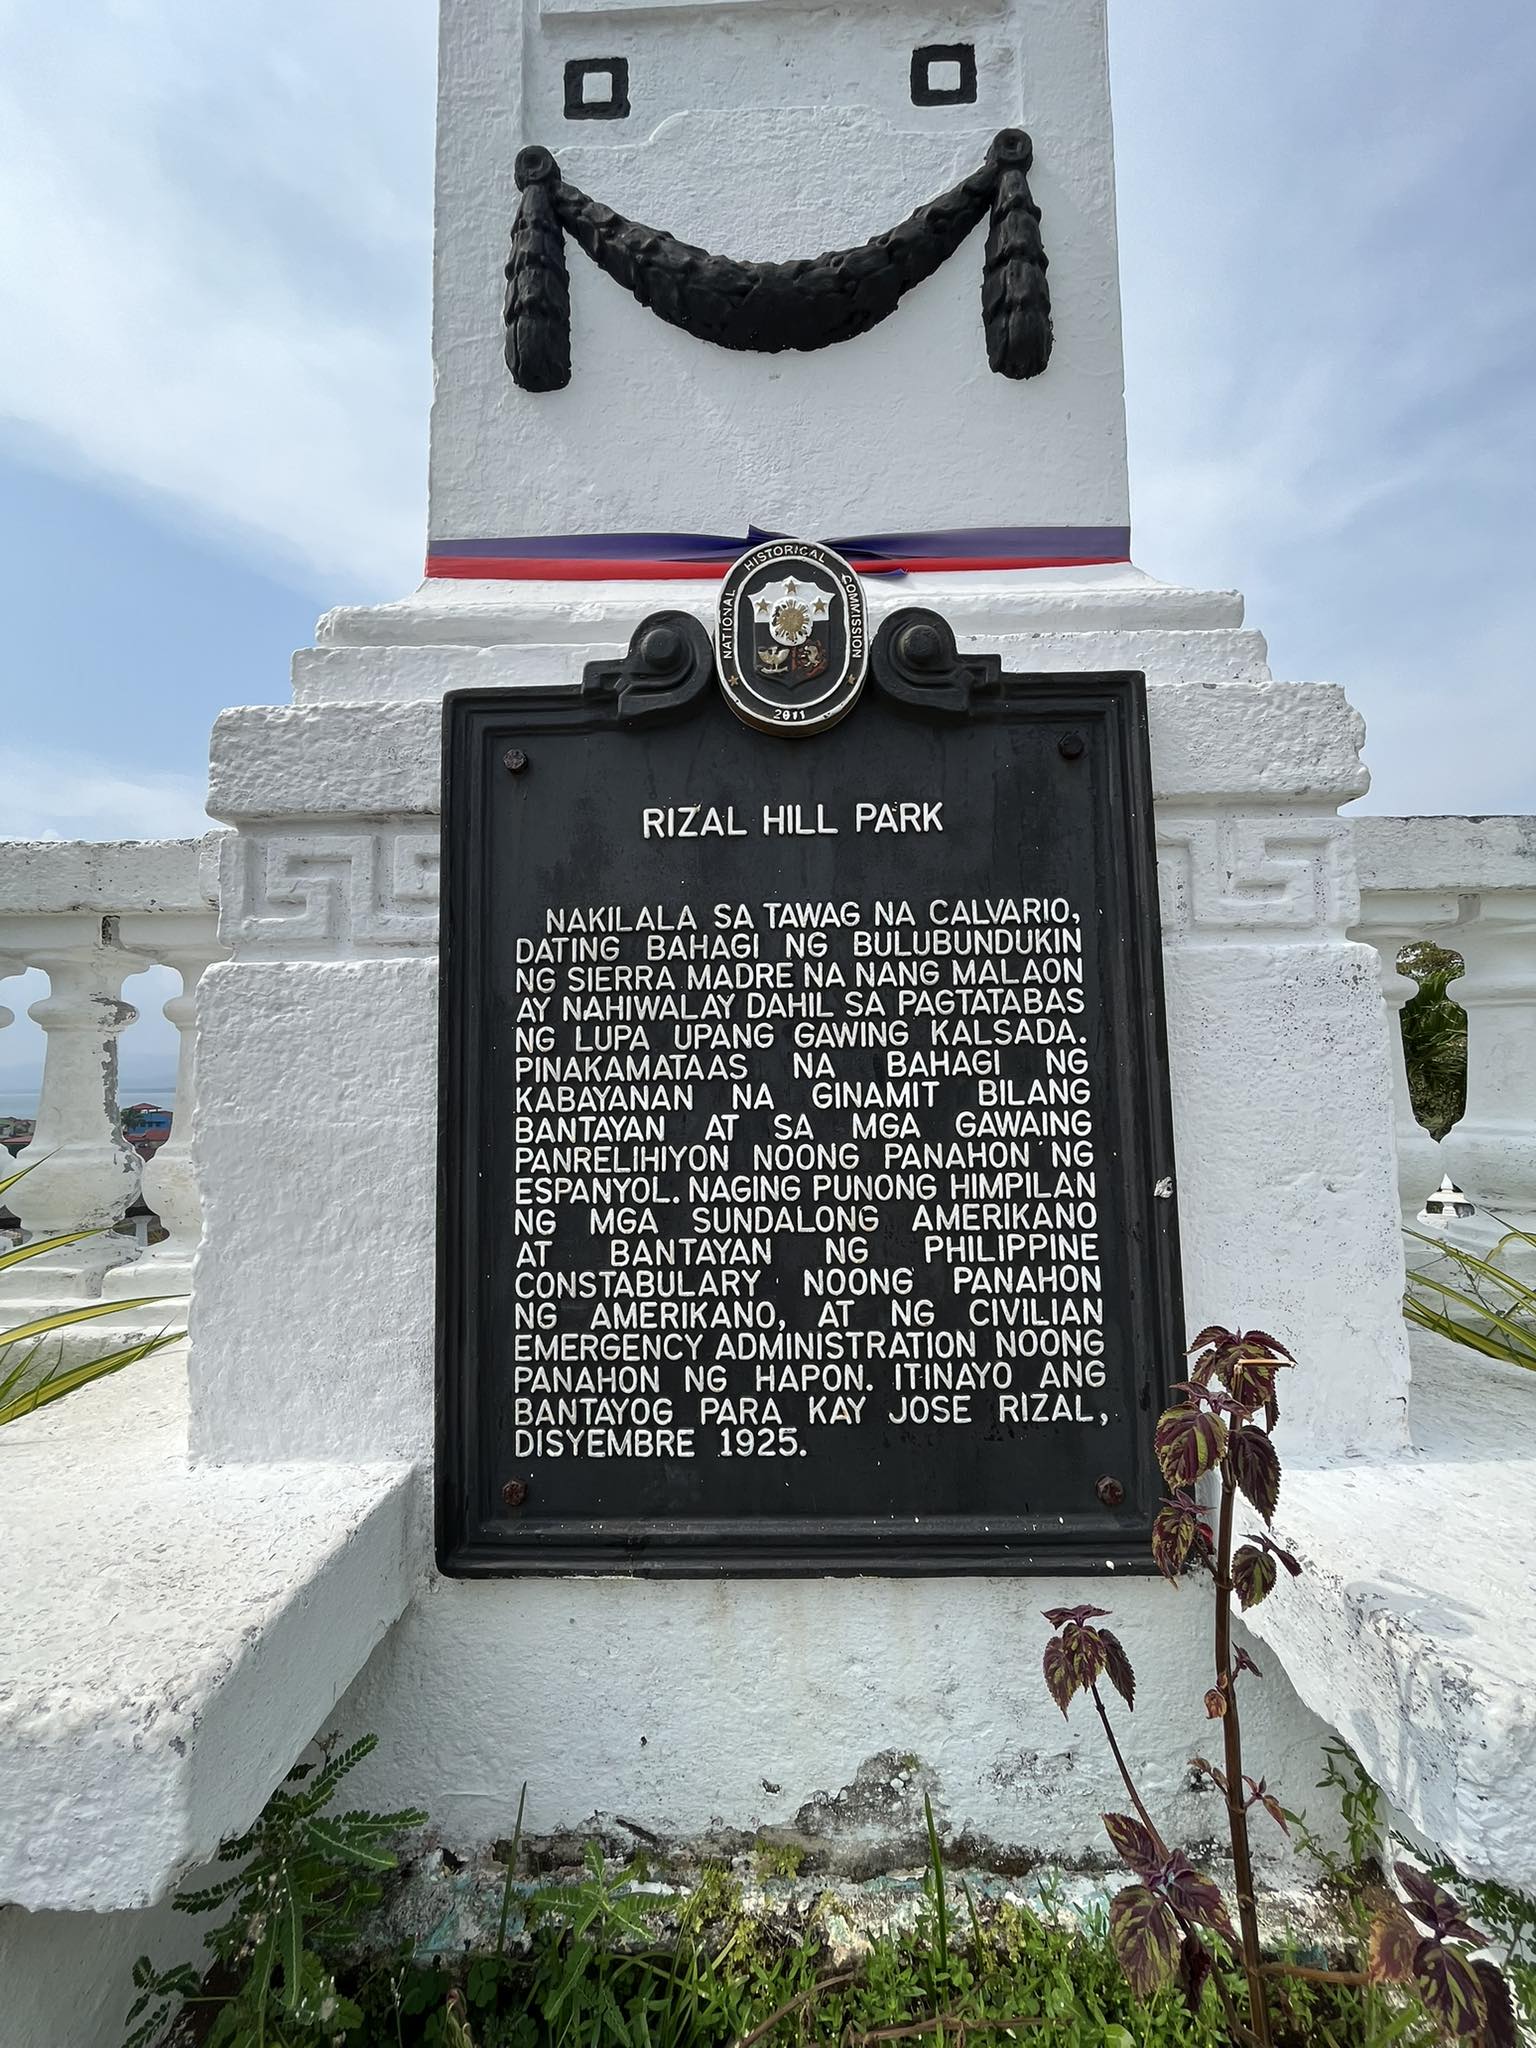 NATIONAL HISTORICAL COMMISSION
2011
RIZAL HILL PARK
NAKILALA SA TAWAG NA CALVARIO,
DATING BAHAGI NG BULUBUNDUKIN
NG SIERRA MADRE NA NANG MALAON
AY NAHIWALAY DAHIL SA PAGTATABAS
NG LUPA UPANG GAWING KALSADA.
PINAKAMATAAS NA BAHAGI NG
KABAYANAN NA GINAMIT BILANG
BANTAYAN AT SA MGA GAWAING
PANRELIHIYON NOONG PANAHON NG
ESPANYOL. NAGING PUNONG HIMPILAN
NG MGA SUNDALONG AMERIKANO
AT BANTAYAN NG PHILIPPINE
CONSTABULARY NOONG PANAHON
NG AMERIKANO, AT NG CIVILIAN
EMERGENCY ADMINISTRATION NOONG
PANAHON NG HAPON. ITINAYO ANG
BANTAYOG PARA KAY JOSE RIZAL,
DISYEMBRE 1925.